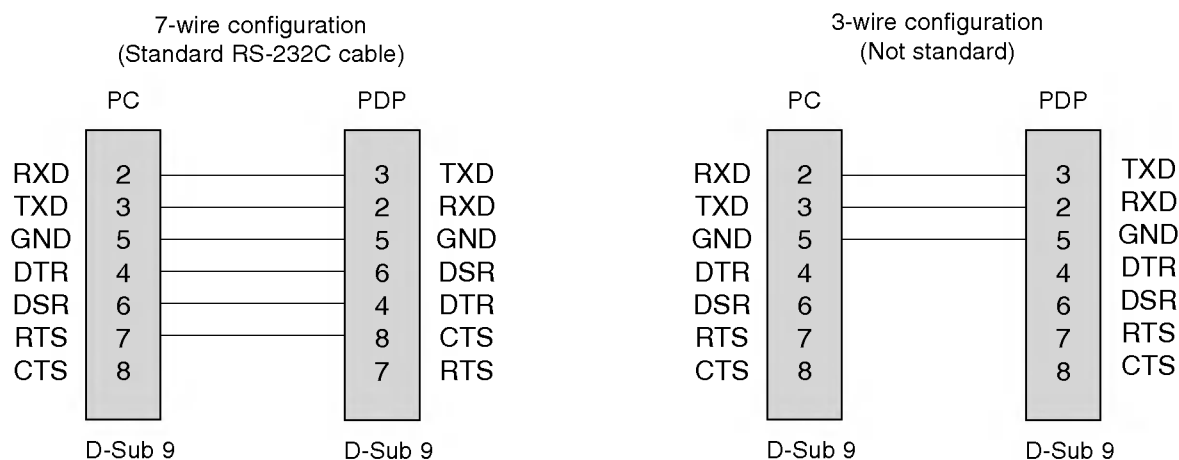 7-wire configuration
(Standard RS-232C cable)
PC PDP
RXD 2 3 TXD
TXD 3 2 RXD
GND 5 5 GND
DTR 4 6 DSR
DSR 6 4 DTR
RTS 7 8 CTS
CTS 8 7 RTS
D-Sub 9 D-Sub 9
3-wire configuration
(Not standard)
PC PDP
RXD 2 3 TXD
TXD 3 2 RXD
GND 5 5 GND
DTR 4 4 DTR
DSR 6 6 DSR
RTS 7 7 RTS
CTS 8 8 CTS
D-Sub 9 D-Sub 9